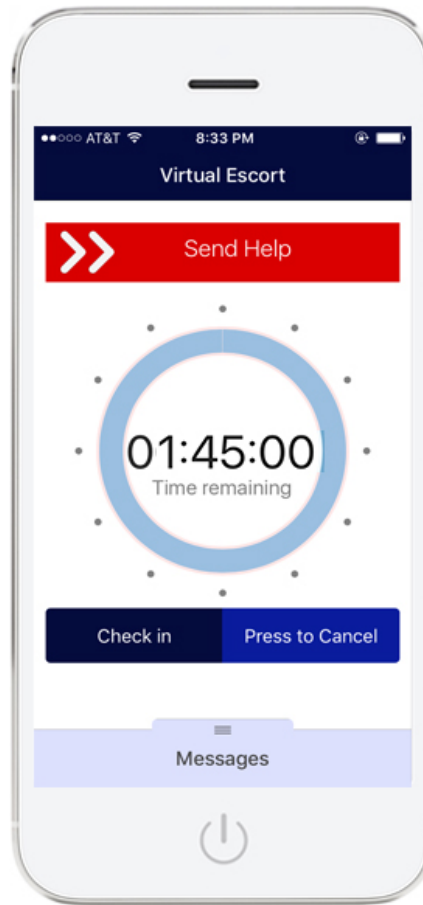 AT&T 8:33 PM
Virtual Escort
Send Help
01:45:00
Time remaining
Check in Press to Cancel
Messages